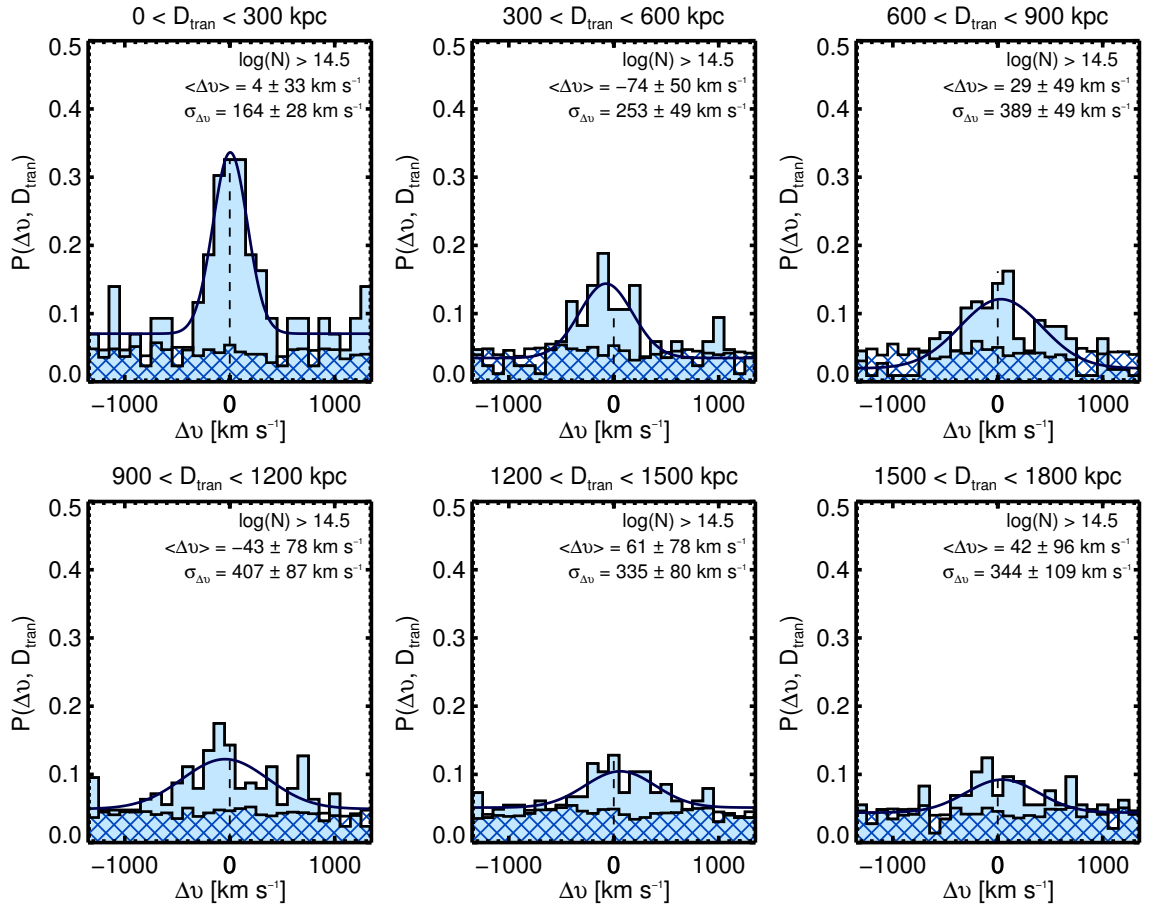 0 < D_tran < 300 kpc
log(N) > 14.5
<Δυ> = 4 ± 33 km s⁻¹
σ_Δυ = 164 ± 28 km s⁻¹
P(Δυ, D_tran)
0.5
0.4
0.3
0.2
0.1
0.0
−1000 0 1000
Δυ [km s⁻¹]
300 < D_tran < 600 kpc
log(N) > 14.5
<Δυ> = −74 ± 50 km s⁻¹
σ_Δυ = 253 ± 49 km s⁻¹
P(Δυ, D_tran)
0.5
0.4
0.3
0.2
0.1
0.0
−1000 0 1000
Δυ [km s⁻¹]
600 < D_tran < 900 kpc
log(N) > 14.5
<Δυ> = 29 ± 49 km s⁻¹
σ_Δυ = 389 ± 49 km s⁻¹
P(Δυ, D_tran)
0.5
0.4
0.3
0.2
0.1
0.0
−1000 0 1000
Δυ [km s⁻¹]
900 < D_tran < 1200 kpc
log(N) > 14.5
<Δυ> = −43 ± 78 km s⁻¹
σ_Δυ = 407 ± 87 km s⁻¹
P(Δυ, D_tran)
0.5
0.4
0.3
0.2
0.1
0.0
−1000 0 1000
Δυ [km s⁻¹]
1200 < D_tran < 1500 kpc
log(N) > 14.5
<Δυ> = 61 ± 78 km s⁻¹
σ_Δυ = 335 ± 80 km s⁻¹
P(Δυ, D_tran)
0.5
0.4
0.3
0.2
0.1
0.0
−1000 0 1000
Δυ [km s⁻¹]
1500 < D_tran < 1800 kpc
log(N) > 14.5
<Δυ> = 42 ± 96 km s⁻¹
σ_Δυ = 344 ± 109 km s⁻¹
P(Δυ, D_tran)
0.5
0.4
0.3
0.2
0.1
0.0
−1000 0 1000
Δυ [km s⁻¹]